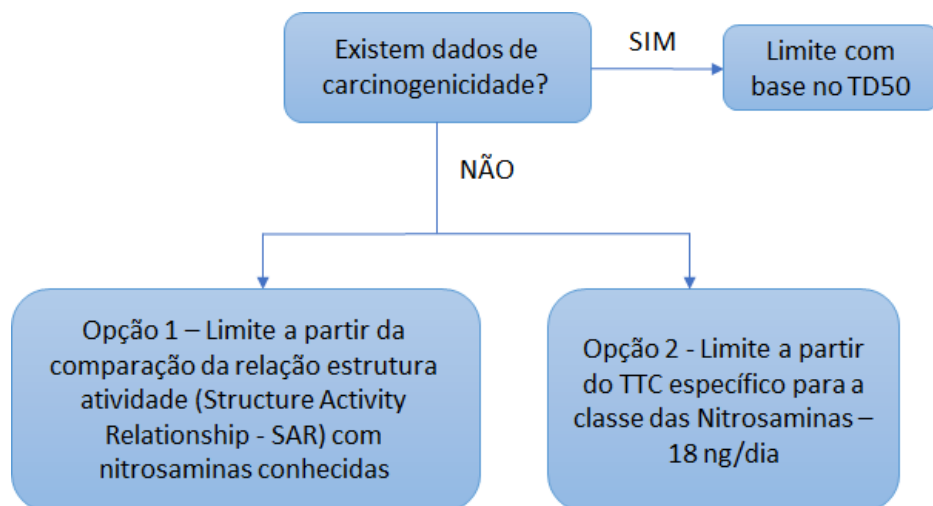 Existem dados de
carcinogenicidade?
SIM
Limite com
base no TD50
NÃO
Opção 1 – Limite a partir da
comparação da relação estrutura
atividade (Structure Activity
Relationship - SAR) com
nitrosaminas conhecidas
Opção 2 - Limite a partir
do TTC específico para a
classe das Nitrosaminas –
18 ng/dia